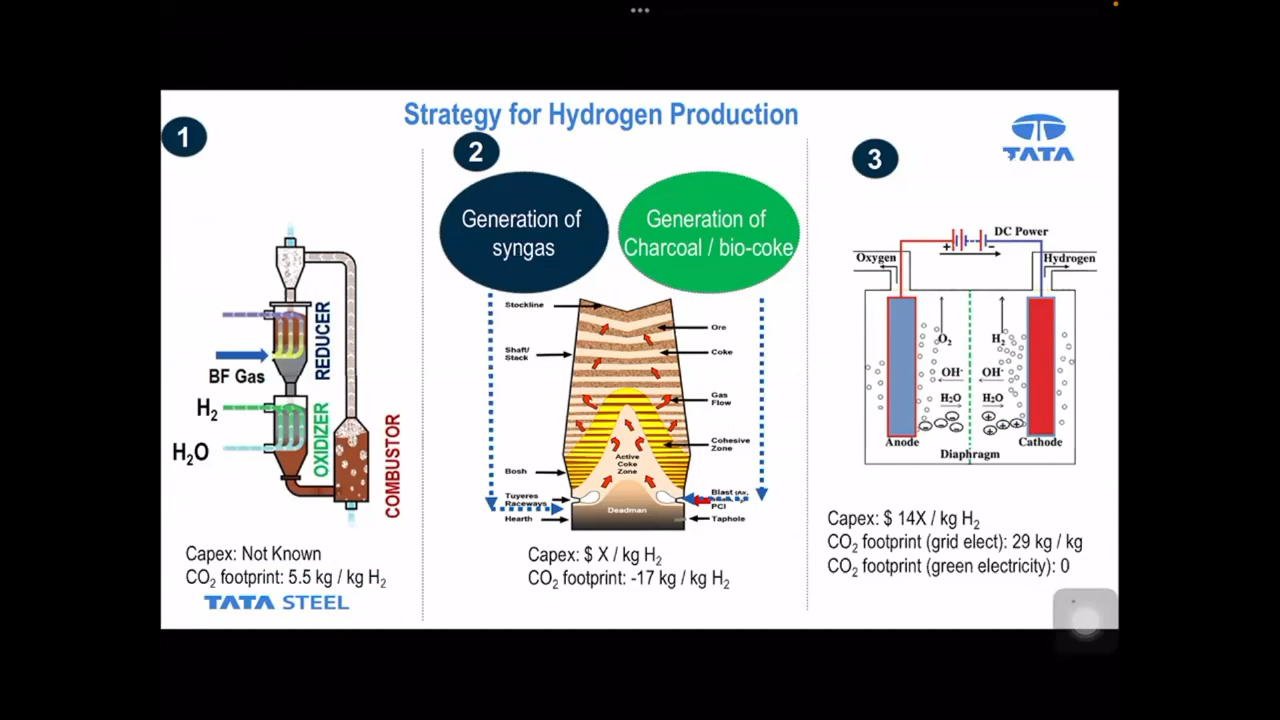 Strategy for Hydrogen Production
TATA
1
REDUCER
BF Gas
H₂
OXIDIZER
H₂O
COMBUSTOR
Capex: Not Known
CO₂ footprint: 5.5 kg / kg H₂
TATA STEEL
2
Generation of
syngas
Generation of
Charcoal / bio-coke
Stockline
Ore
Shaft/
Stack
Coke
Gas
Flow
Cohesive
Zone
Active
Coke
Zone
Bosh
Tuyeres
Raceways
Blast
PCI
Deadman
Hearth
Taphole
Capex: $ X / kg H₂
CO₂ footprint: -17 kg / kg H₂
3
DC Power
+ −
Oxygen
Hydrogen
O₂
H₂
OH⁻
OH⁻
H₂O
H₂O
Anode
Cathode
Diaphragm
Capex: $ 14X / kg H₂
CO₂ footprint (grid elect): 29 kg / kg
CO₂ footprint (green electricity): 0